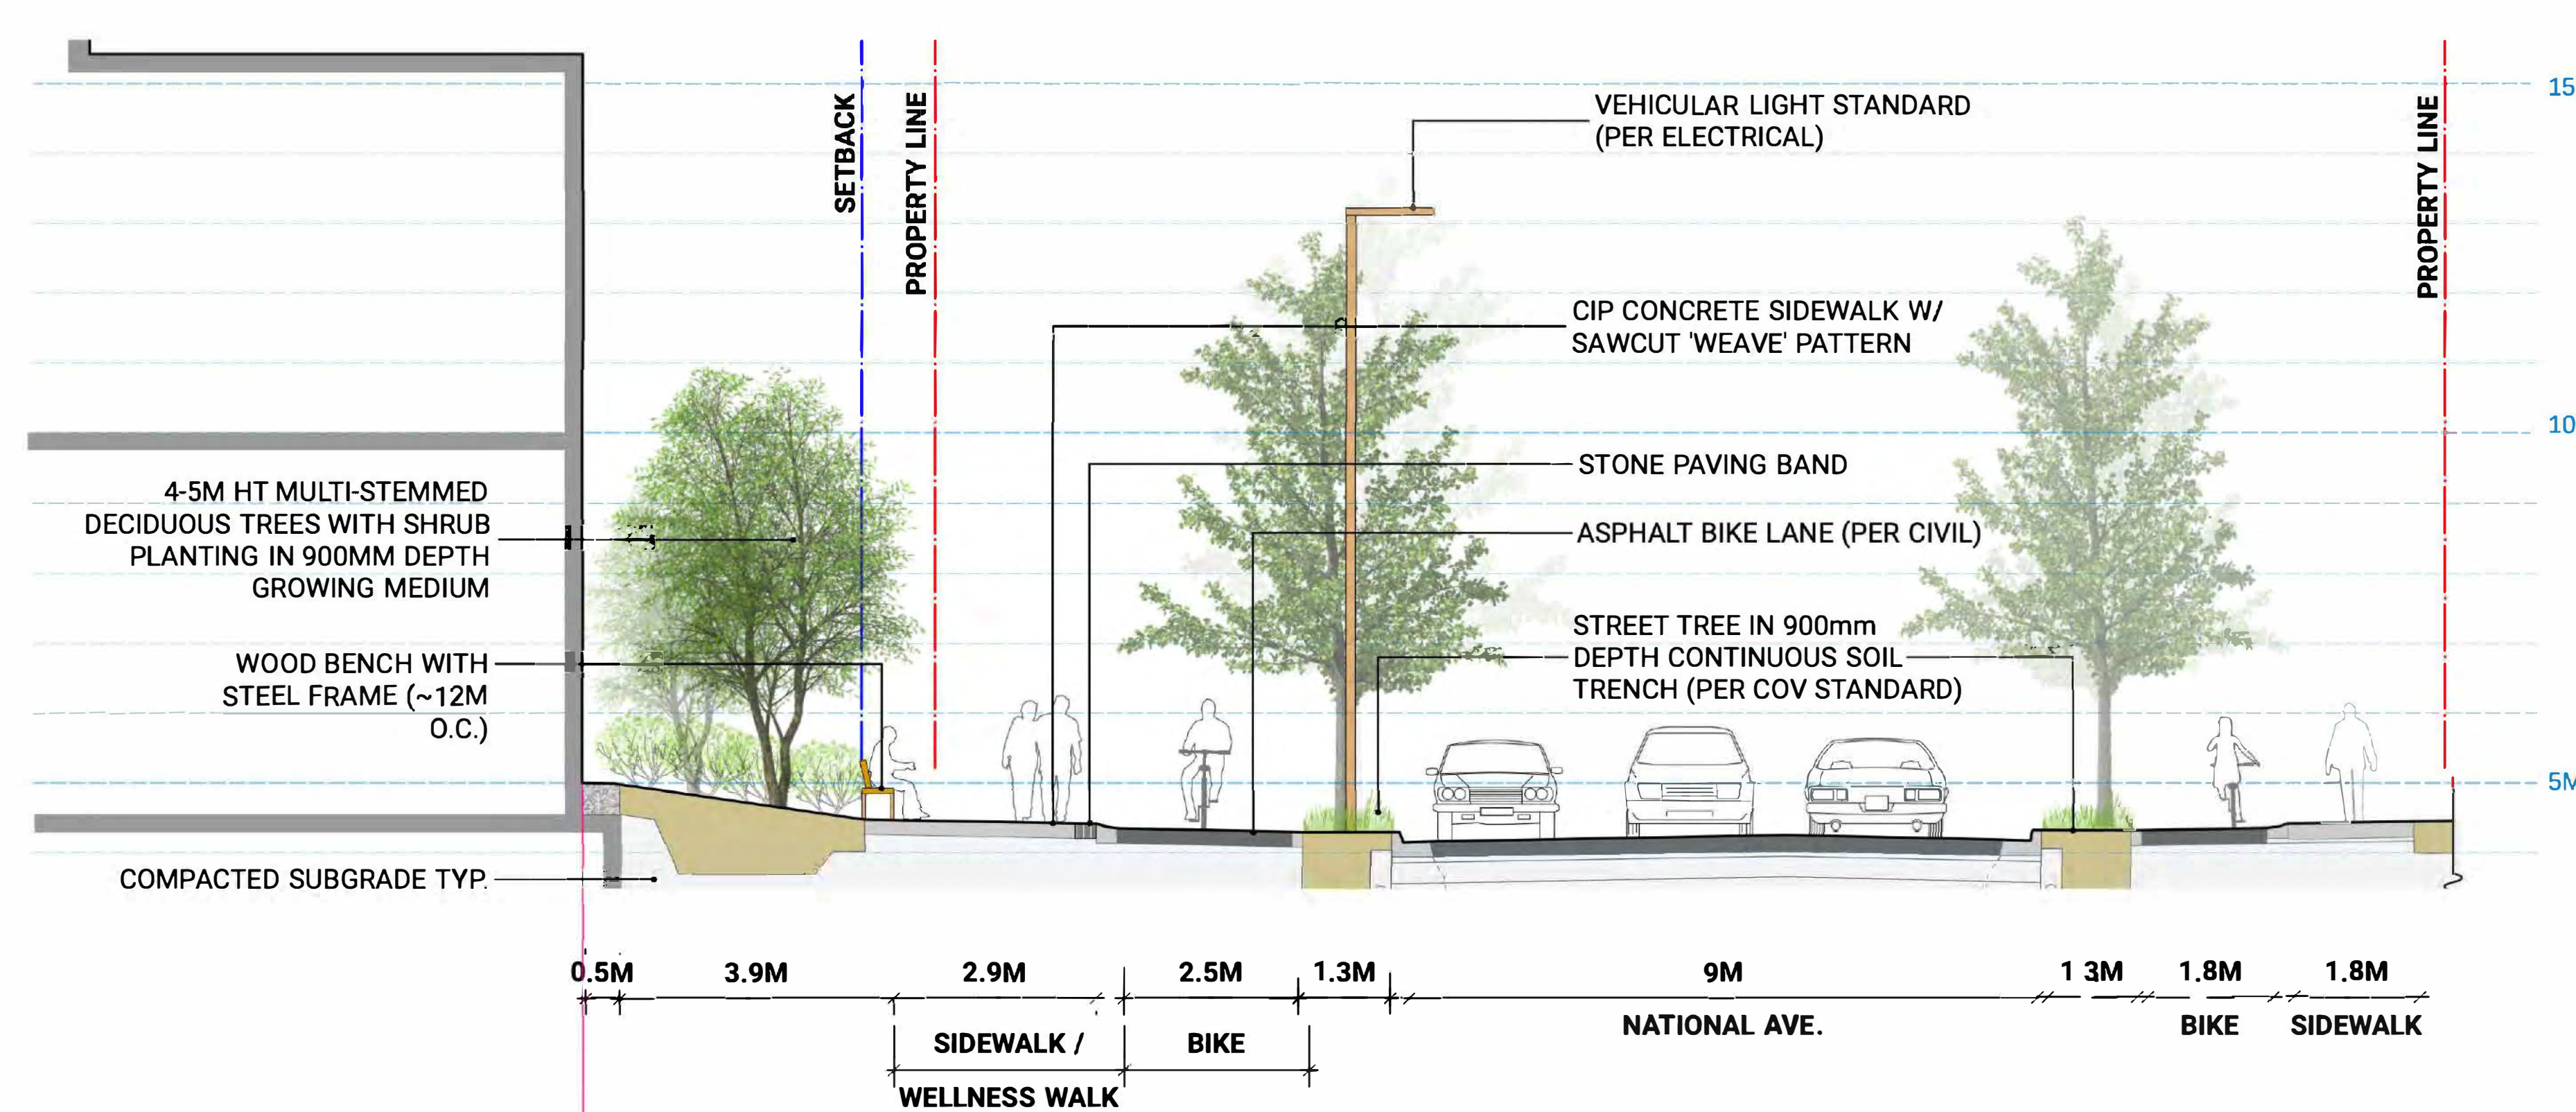 SETBACK
PROPERTY LINE
PROPERTY LINE
15
VEHICULAR LIGHT STANDARD
(PER ELECTRICAL)
CIP CONCRETE SIDEWALK W/
SAWCUT 'WEAVE' PATTERN
10
STONE PAVING BAND
4-5M HT MULTI-STEMMED
DECIDUOUS TREES WITH SHRUB
PLANTING IN 900MM DEPTH
GROWING MEDIUM
ASPHALT BIKE LANE (PER CIVIL)
STREET TREE IN 900mm
DEPTH CONTINUOUS SOIL
TRENCH (PER COV STANDARD)
WOOD BENCH WITH
STEEL FRAME (~12M
O.C.)
5M
COMPACTED SUBGRADE TYP.
0.5M 3.9M 2.9M 2.5M 1.3M 9M 1 3M 1.8M 1.8M
NATIONAL AVE. BIKE SIDEWALK
SIDEWALK / BIKE
WELLNESS WALK